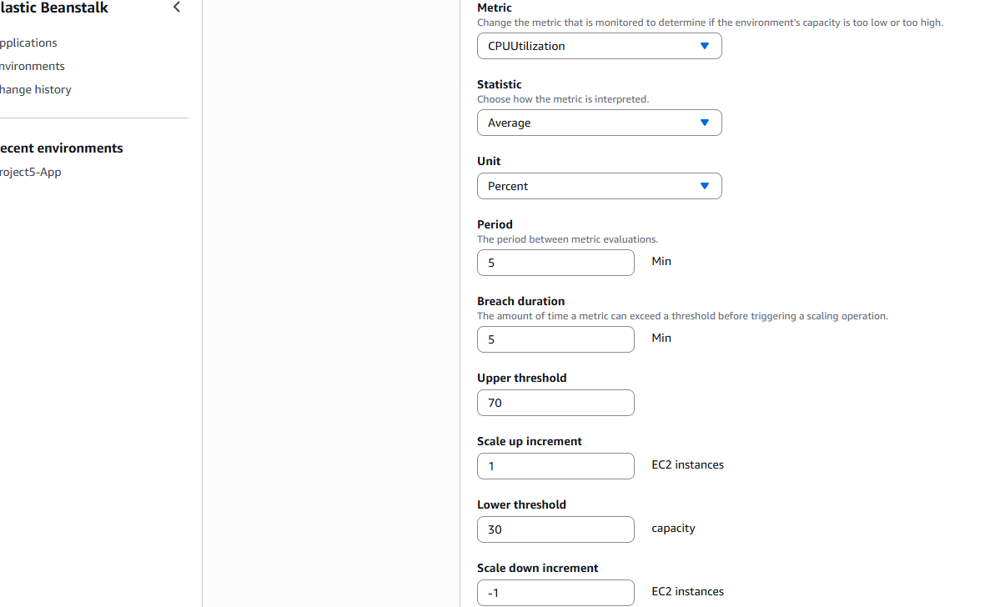 lastic Beanstalk
pplications
nvironments
hange history
ecent environments
roject5-App
Metric
Change the metric that is monitored to determine if the environment's capacity is too low or too high.
CPUUtilization
Statistic
Choose how the metric is interpreted.
Average
Unit
Percent
Period
The period between metric evaluations.
5 Min
Breach duration
The amount of time a metric can exceed a threshold before triggering a scaling operation.
5 Min
Upper threshold
70
Scale up increment
1 EC2 instances
Lower threshold
30 capacity
Scale down increment
-1 EC2 instances